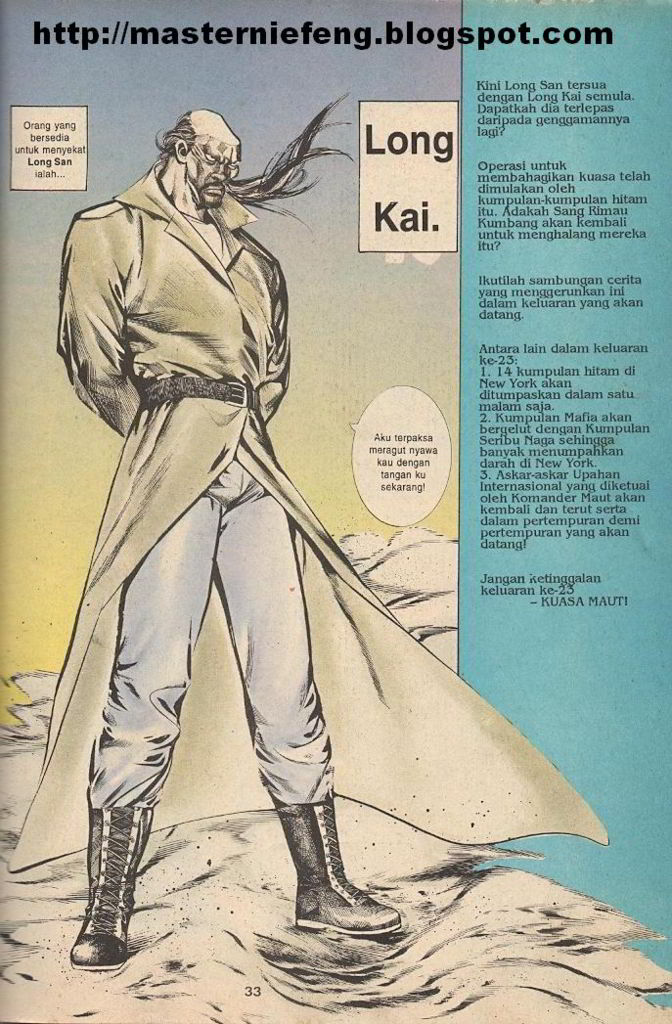 http://masterniefeng.blogspot.com
Orang yang
bersedia
untuk menyekat
Long San
ialah...
Long
Kai.
Aku terpaksa
meragut nyawa
kau dengan
tangan ku
sekarang!
Kini Long San tersua
dengan Long Kai semula.
Dapatkah dia terlepas
daripada genggamannya
lagi?
Operasi untuk
membahagikan kuasa telah
dimulakan oleh
kumpulan-kumpulan hitam
itu. Adakah Sang Rimau
Kumbang akan kembali
untuk menghalang mereka
itu?
Ikutilah sambungan cerita
yang menggerunkan ini
dalam keluaran yang akan
datang.
Antara lain dalam keluaran
ke-23:
1. 14 kumpulan hitam di
New York akan
ditumpaskan dalam satu
malam saja.
2. Kumpulan Mafia akan
bergelut dengan Kumpulan
Seribu Naga sehingga
banyak menumpahkan
darah di New York.
3. Askar-askar Upahan
Internasional yang diketuai
oleh Komander Maut akan
kembali dan terut serta
dalam pertempuran demi
pertempuran yang akan
datang!
Jangan ketinggalan
keluaran ke-23
– KUASA MAUT!
33